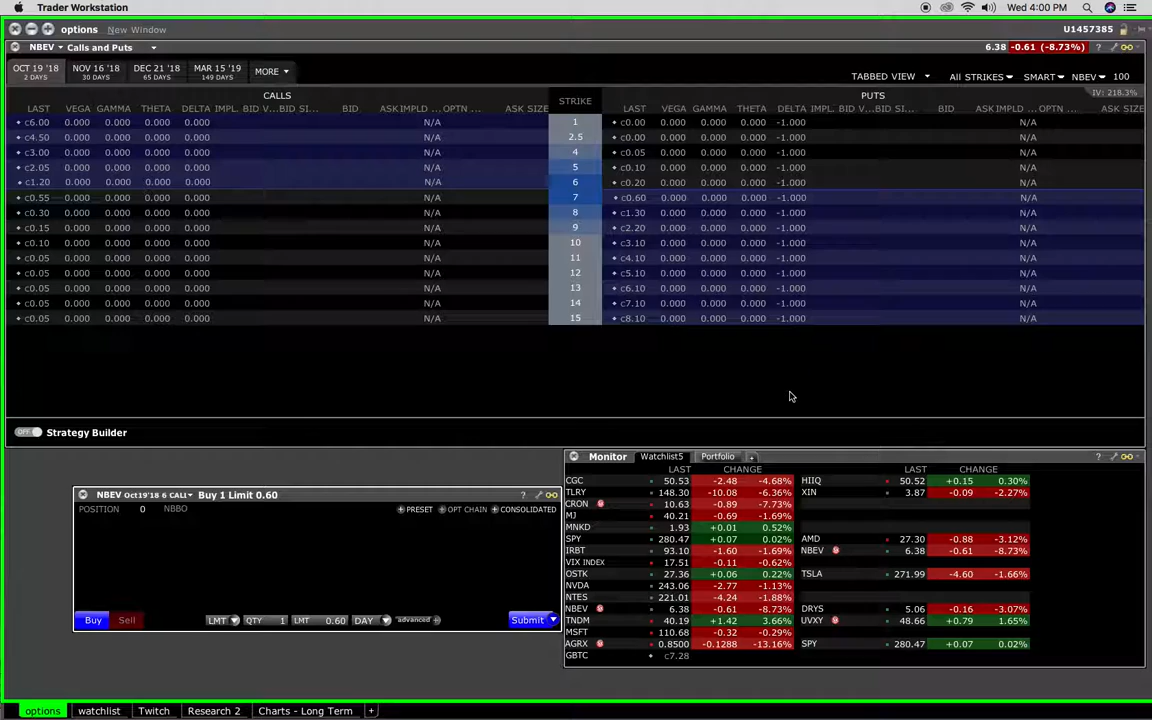 Trader Workstation Wed 4:00 PM
options New Window U1457385
NBEV Calls and Puts 6.38 -0.61 (-8.73%) ?
OCT 19 '18 NOV 16 '18 DEC 21 '18 MAR 15 '19 MORE
2 DAYS 30 DAYS 65 DAYS 149 DAYS
TABBED VIEW All STRIKES SMART NBEV 100
IV: 218.3%
CALLS STRIKE PUTS
LAST VEGA GAMMA THETA DELTA IMPL. BID V... BID SI... BID ASK IMPLD ... OPTN ... ASK SIZE LAST VEGA GAMMA THETA DELTA IMPL. BID V... BID SI... BID ASK IMPLD ... OPTN ... ASK SIZE
c6.00 0.000 0.000 0.000 0.000 N/A 1 c0.00 0.000 0.000 0.000 -1.000 N/A
c4.50 0.000 0.000 0.000 0.000 N/A 2.5 c0.00 0.000 0.000 0.000 -1.000 N/A
c3.00 0.000 0.000 0.000 0.000 N/A 4 c0.05 0.000 0.000 0.000 -1.000 N/A
c2.05 0.000 0.000 0.000 0.000 N/A 5 c0.10 0.000 0.000 0.000 -1.000 N/A
c1.20 0.000 0.000 0.000 0.000 N/A 6 c0.20 0.000 0.000 0.000 -1.000 N/A
c0.55 0.000 0.000 0.000 0.000 N/A 7 c0.60 0.000 0.000 0.000 -1.000 N/A
c0.30 0.000 0.000 0.000 0.000 N/A 8 c1.30 0.000 0.000 0.000 -1.000 N/A
c0.15 0.000 0.000 0.000 0.000 N/A 9 c2.20 0.000 0.000 0.000 -1.000 N/A
c0.10 0.000 0.000 0.000 0.000 N/A 10 c3.10 0.000 0.000 0.000 -1.000 N/A
c0.05 0.000 0.000 0.000 0.000 N/A 11 c4.10 0.000 0.000 0.000 -1.000 N/A
c0.05 0.000 0.000 0.000 0.000 N/A 12 c5.10 0.000 0.000 0.000 -1.000 N/A
c0.05 0.000 0.000 0.000 0.000 N/A 13 c6.10 0.000 0.000 0.000 -1.000 N/A
c0.05 0.000 0.000 0.000 0.000 N/A 14 c7.10 0.000 0.000 0.000 -1.000 N/A
c0.05 0.000 0.000 0.000 0.000 N/A 15 c8.10 0.000 0.000 0.000 -1.000 N/A
OFF Strategy Builder
NBEV Oct19'18 6 CALL Buy 1 Limit 0.60 ?
POSITION 0 NBBO +PRESET +OPT CHAIN +CONSOLIDATED
Buy Sell LMT QTY 1 LMT 0.60 DAY advanced + Submit
Monitor Watchlist5 Portfolio + ?
LAST CHANGE LAST CHANGE
CGC 50.53 -2.48 -4.68% HIIQ 50.52 +0.15 0.30%
TLRY 148.30 -10.08 -6.36% XIN 3.87 -0.09 -2.27%
CRON 10.63 -0.89 -7.73%
MJ 40.21 -0.69 -1.69%
MNKD 1.93 +0.01 0.52%
SPY 280.47 +0.07 0.02% AMD 27.30 -0.88 -3.12%
IRBT 93.10 -1.60 -1.69% NBEV 6.38 -0.61 -8.73%
VIX INDEX 17.51 -0.11 -0.62%
OSTK 27.36 +0.06 0.22% TSLA 271.99 -4.60 -1.66%
NVDA 243.06 -2.77 -1.13%
NTES 221.01 -4.24 -1.88%
NBEV 6.38 -0.61 -8.73% DRYS 5.06 -0.16 -3.07%
TNDM 40.19 +1.42 3.66% UVXY 48.66 +0.79 1.65%
MSFT 110.68 -0.32 -0.29%
AGRX 0.8500 -0.1288 -13.16% SPY 280.47 +0.07 0.02%
GBTC c7.28
options watchlist Twitch Research 2 Charts - Long Term +